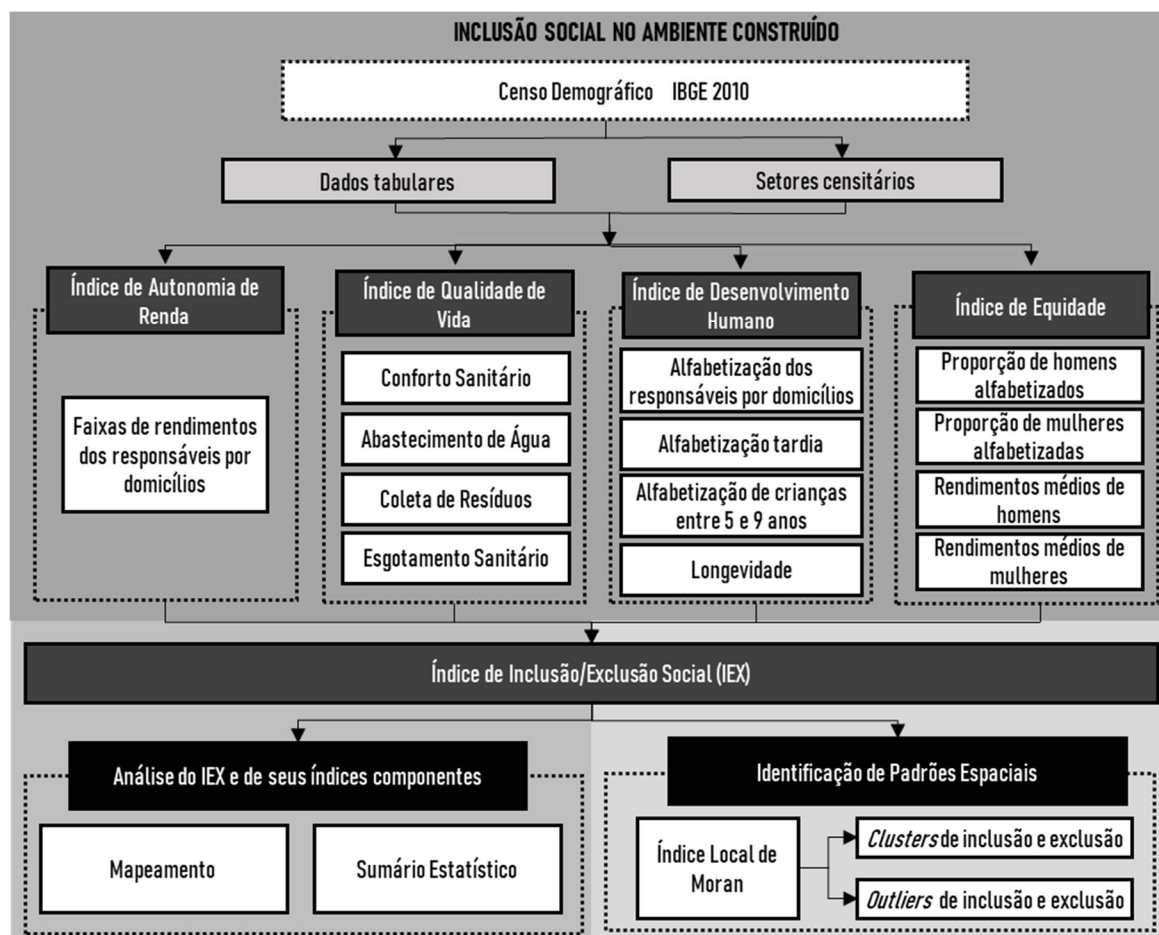 INCLUSÃO SOCIAL NO AMBIENTE CONSTRUÍDO
Censo Demográfico IBGE 2010
Dados tabulares
Setores censitários
Índice de Autonomia de
Renda
Faixas de rendimentos
dos responsáveis por
domicílios
Índice de Qualidade de
Vida
Conforto Sanitário
Abastecimento de Água
Coleta de Resíduos
Esgotamento Sanitário
Índice de Desenvolvimento
Humano
Alfabetização dos
responsáveis por domicílios
Alfabetização tardia
Alfabetização de crianças
entre 5 e 9 anos
Longevidade
Índice de Equidade
Proporção de homens
alfabetizados
Proporção de mulheres
alfabetizadas
Rendimentos médios de
homens
Rendimentos médios de
mulheres
Índice de Inclusão/Exclusão Social (IEX)
Análise do IEX e de seus índices componentes
Mapeamento
Sumário Estatístico
Identificação de Padrões Espaciais
Índice Local de
Moran
Clusters de inclusão e exclusão
Outliers de inclusão e exclusão